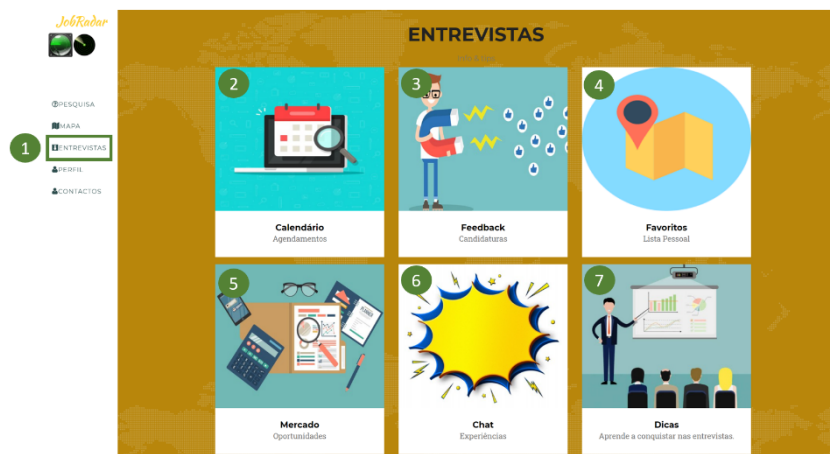 JobRadar
PESQUISA
MAPA
1
ENTREVISTAS
PERFIL
CONTACTOS
ENTREVISTAS
2
3
4
Calendário
Agendamentos
Feedback
Candidaturas
Favoritos
Lista Pessoal
5
6
7
Mercado
Oportunidades
Chat
Experiências
Dicas
Aprende a conquistar nas entrevistas.